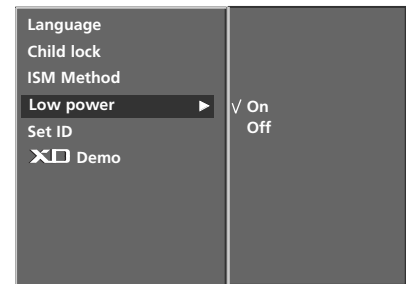 Language
Child lock
ISM Method
Low power ▶
√ On
Off
Set ID
XD Demo